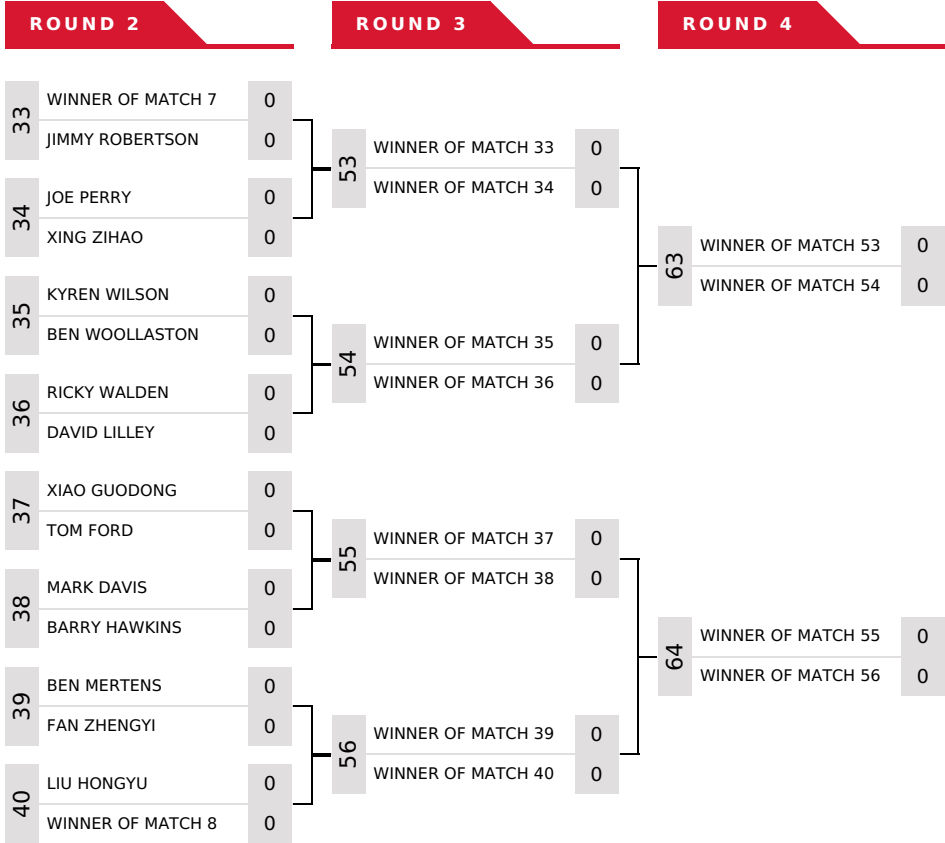 ROUND 2
ROUND 3
ROUND 4
33
WINNER OF MATCH 7 0
JIMMY ROBERTSON 0
34
JOE PERRY 0
XING ZIHAO 0
35
KYREN WILSON 0
BEN WOOLLASTON 0
36
RICKY WALDEN 0
DAVID LILLEY 0
37
XIAO GUODONG 0
TOM FORD 0
38
MARK DAVIS 0
BARRY HAWKINS 0
39
BEN MERTENS 0
FAN ZHENGYI 0
40
LIU HONGYU 0
WINNER OF MATCH 8 0
53
WINNER OF MATCH 33 0
WINNER OF MATCH 34 0
54
WINNER OF MATCH 35 0
WINNER OF MATCH 36 0
55
WINNER OF MATCH 37 0
WINNER OF MATCH 38 0
56
WINNER OF MATCH 39 0
WINNER OF MATCH 40 0
63
WINNER OF MATCH 53 0
WINNER OF MATCH 54 0
64
WINNER OF MATCH 55 0
WINNER OF MATCH 56 0